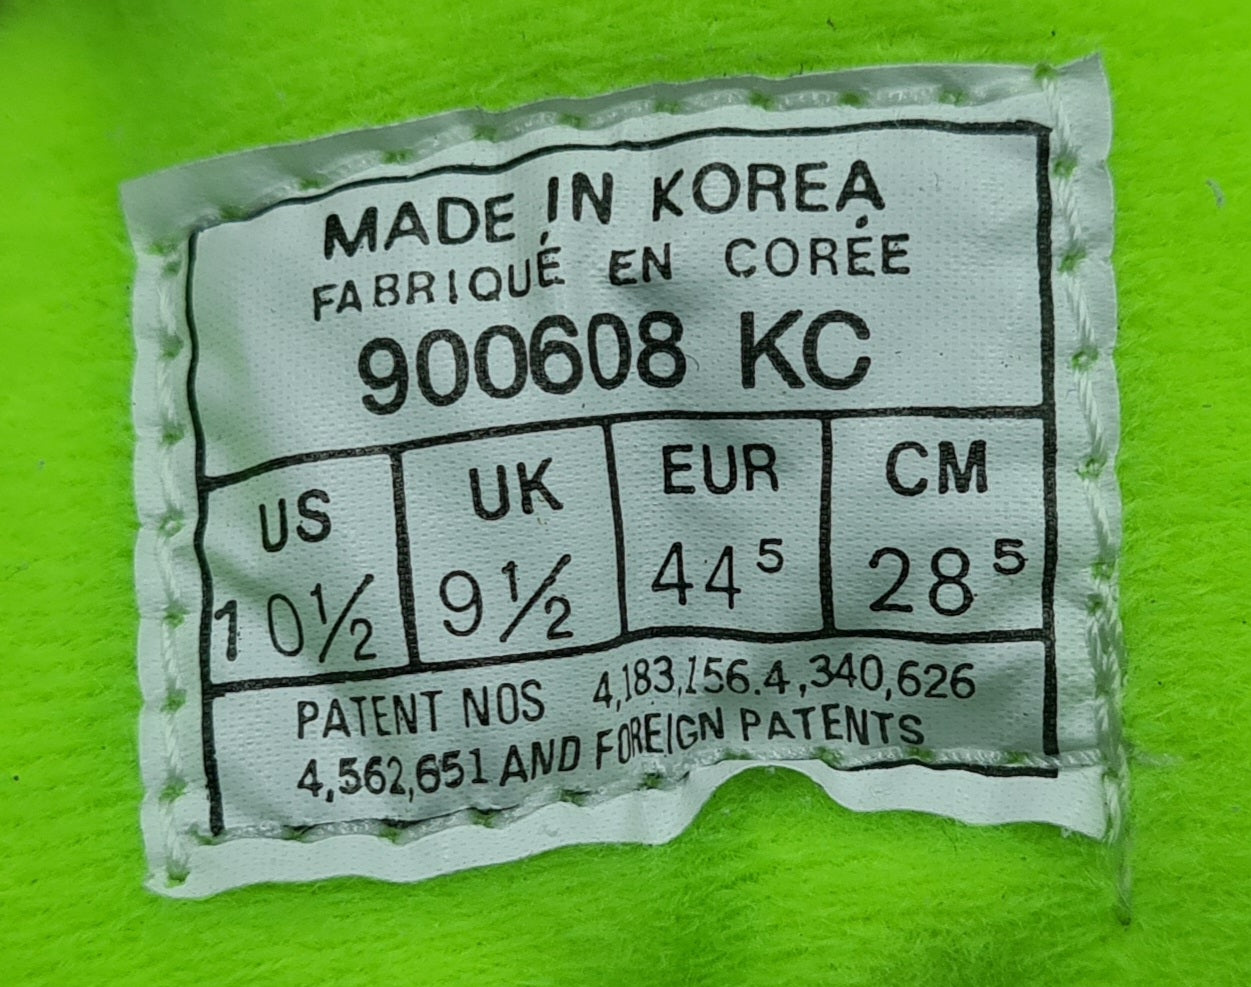 MADE IN KOREA
FABRIQUÉ EN CORÉE
900608 KC
US UK EUR CM
10½ 9½ 44⁵ 28⁵
PATENT NOS 4,183,156.4,340,626
4,562,651 AND FOREIGN PATENTS